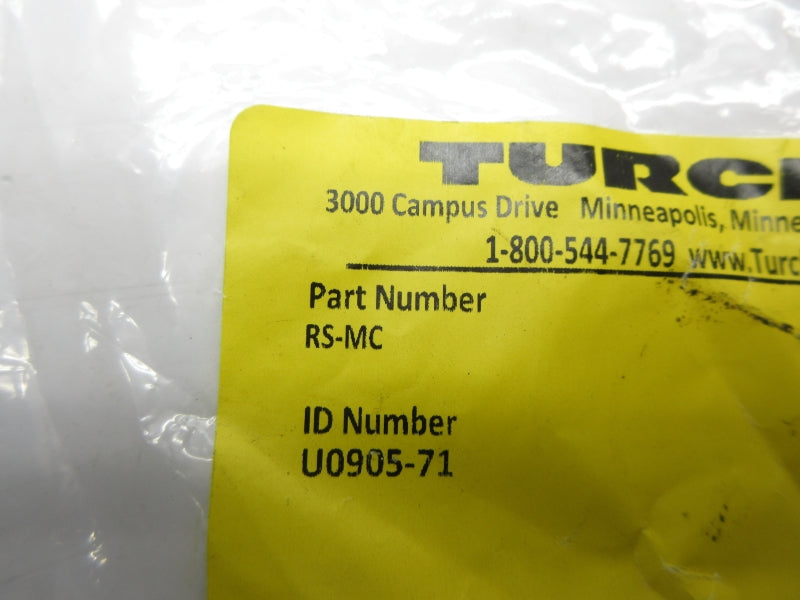 TURC
3000 Campus Drive Minneapolis, Minne
1-800-544-7769 www.Turc
Part Number
RS-MC
ID Number
U0905-71